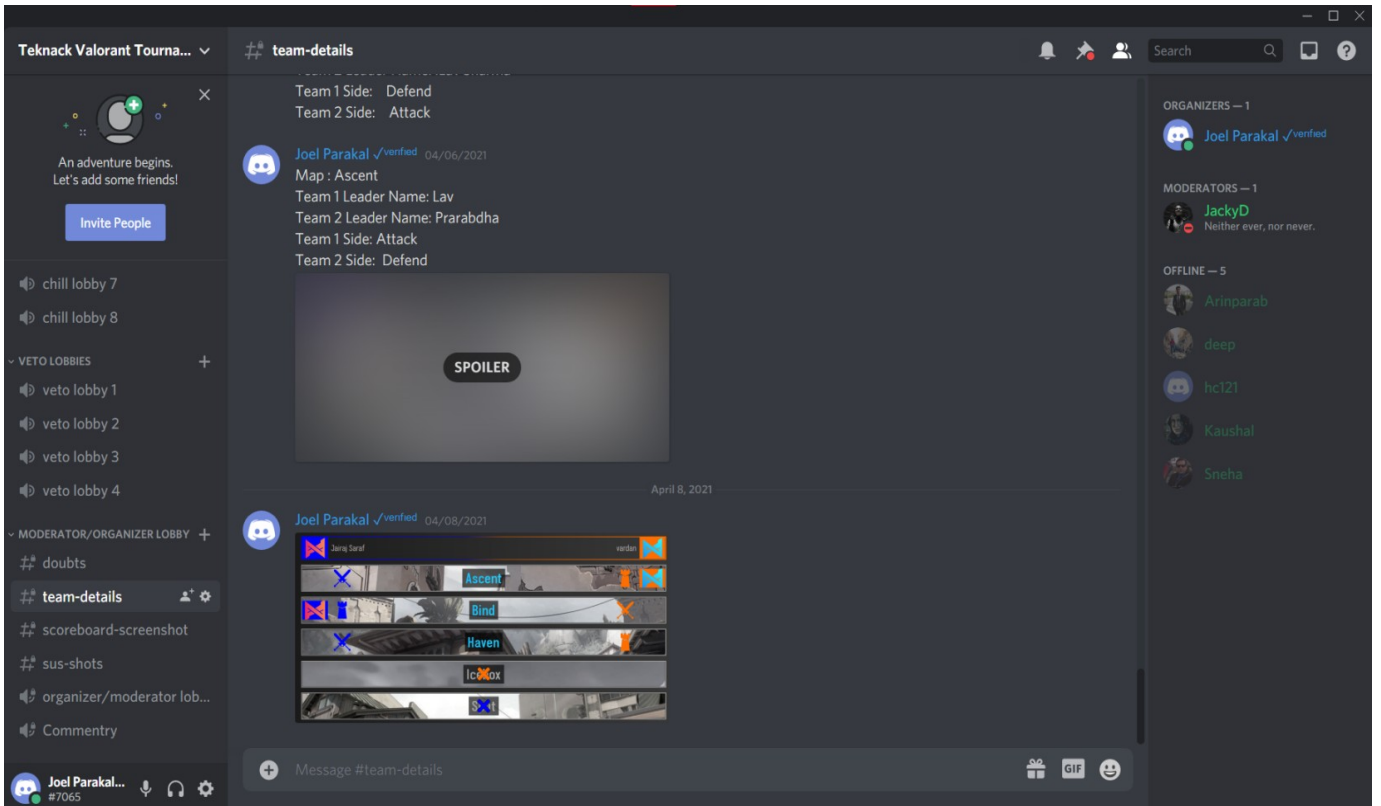 Teknack Valorant Tourna...
team-details
Search
An adventure begins.
Let's add some friends!
Invite People
chill lobby 7
chill lobby 8
VETO LOBBIES
veto lobby 1
veto lobby 2
veto lobby 3
veto lobby 4
MODERATOR/ORGANIZER LOBBY
doubts
team-details
scoreboard-screenshot
sus-shots
organizer/moderator lob...
Commentry
Joel Parakal...
#7065
Team 1 Side: Defend
Team 2 Side: Attack
Joel Parakal ✓verified 04/06/2021
Map : Ascent
Team 1 Leader Name: Lav
Team 2 Leader Name: Prarabdha
Team 1 Side: Attack
Team 2 Side: Defend
SPOILER
April 8, 2021
Joel Parakal ✓verified 04/08/2021
Jairaj Saraf
vardan
Ascent
Bind
Haven
Message #team-details
GIF
ORGANIZERS — 1
Joel Parakal ✓verified
MODERATORS — 1
JackyD
Neither ever, nor never.
OFFLINE — 5
Arinparab
deep
hc121
Kaushal
Sneha